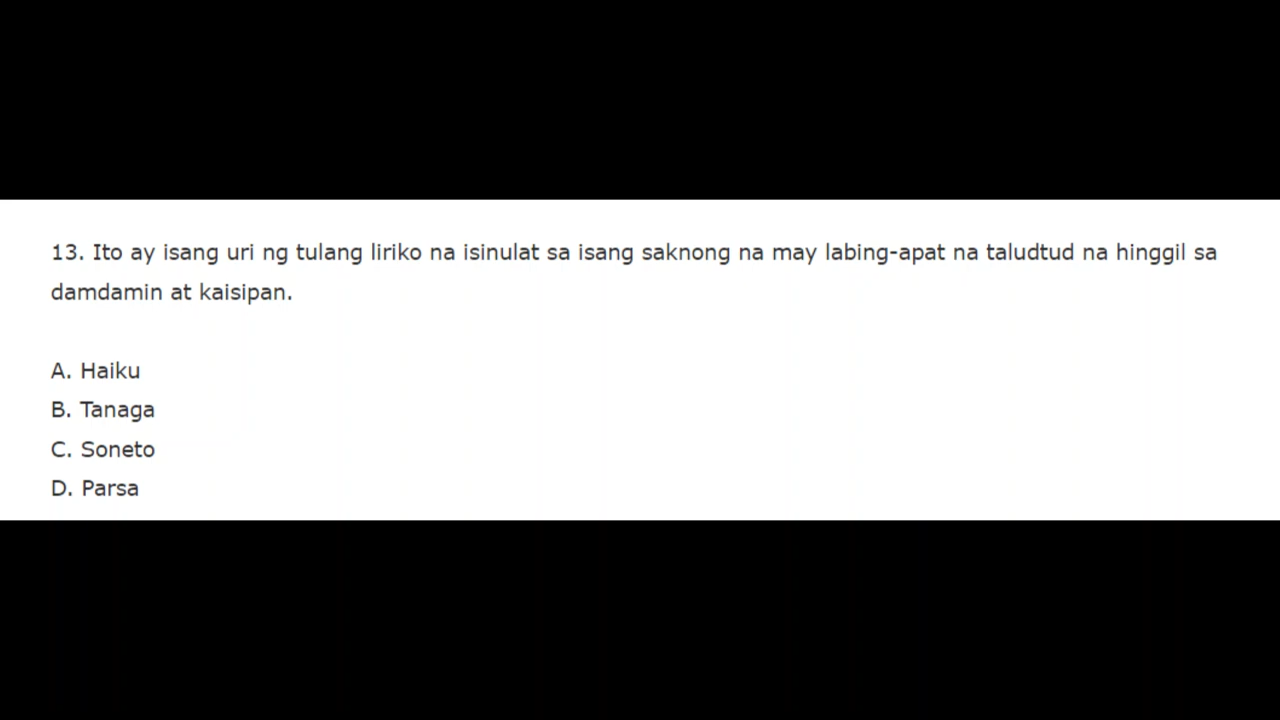 13. Ito ay isang uri ng tulang liriko na isinulat sa isang saknong na may labing-apat na taludtud na hinggil sa
damdamin at kaisipan.
A. Haiku
B. Tanaga
C. Soneto
D. Parsa